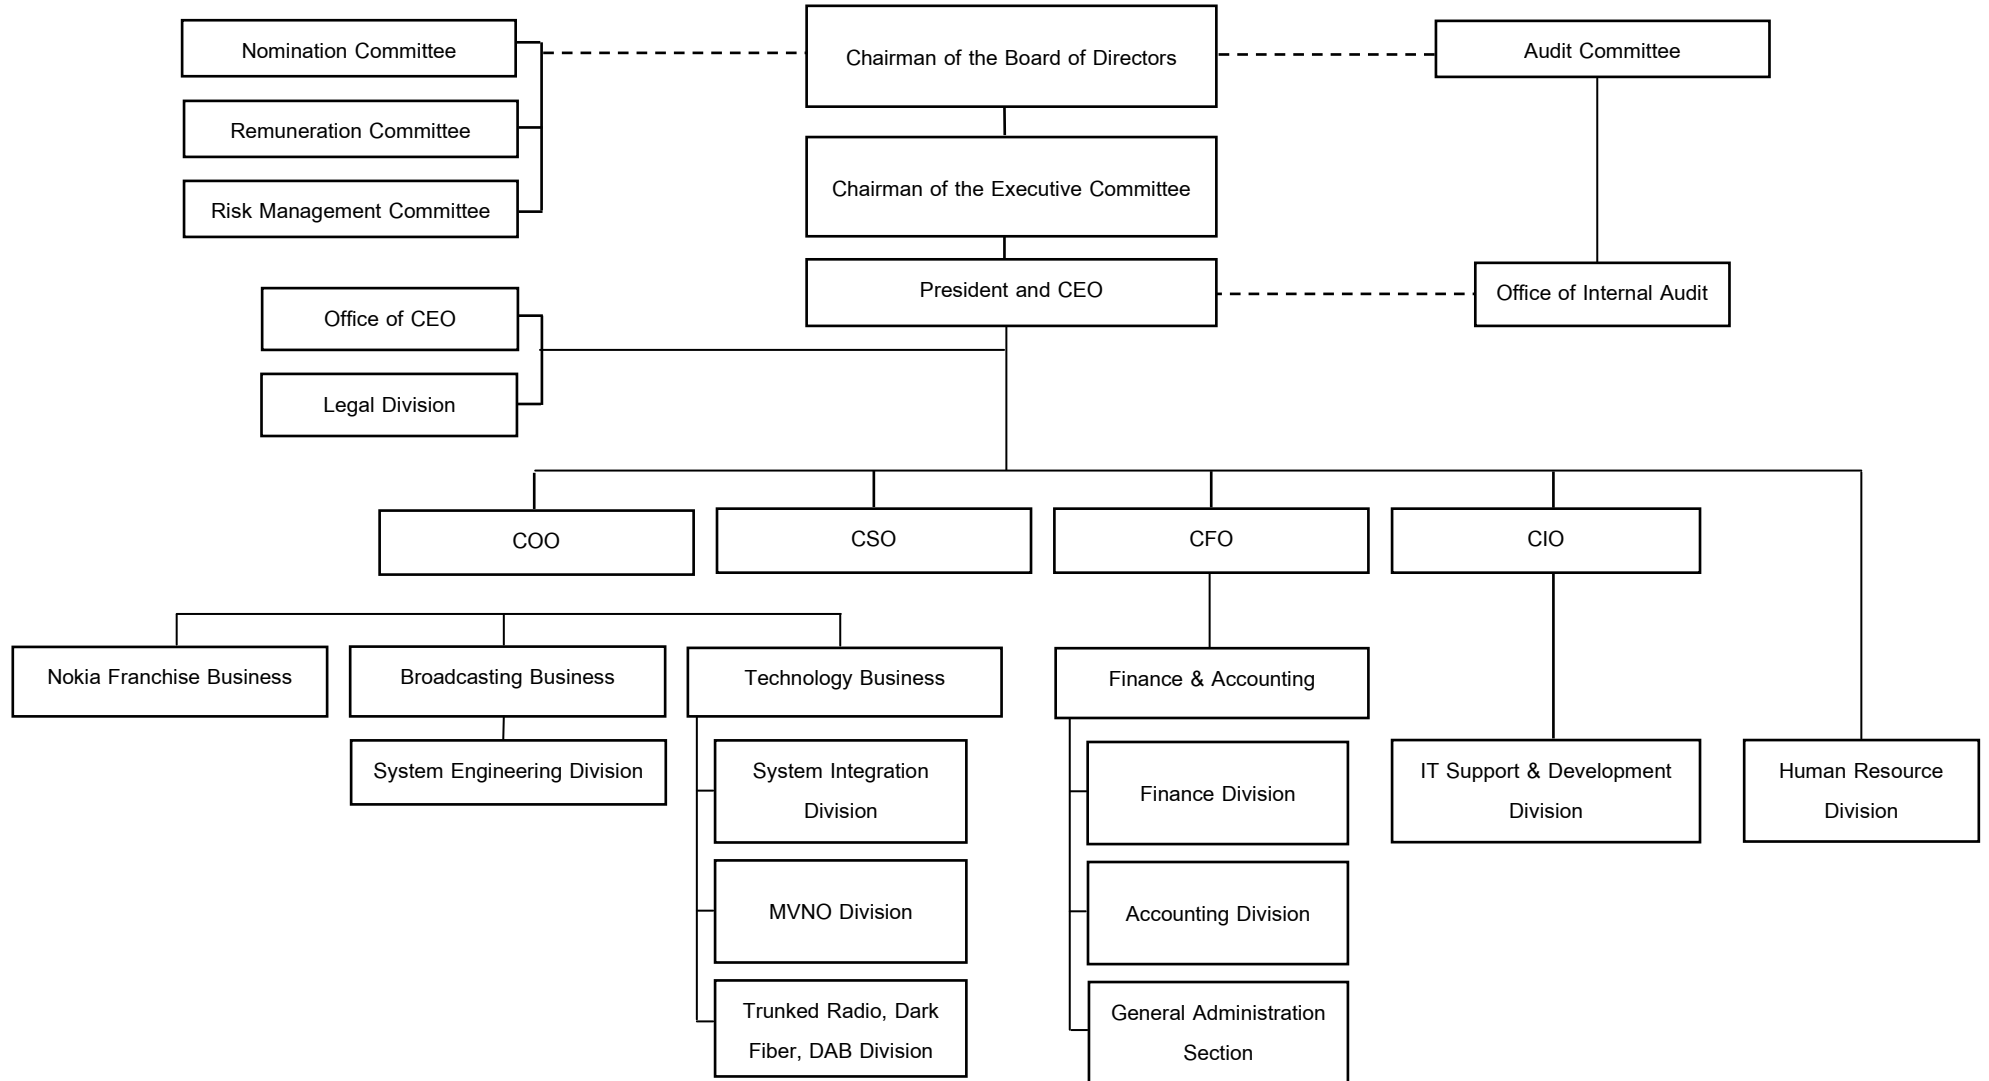 Nomination Committee
Chairman of the Board of Directors
Audit Committee
Remuneration Committee
Chairman of the Executive Committee
Risk Management Committee
President and CEO
Office of Internal Audit
Office of CEO
Legal Division
COO
CSO
CFO
CIO
Nokia Franchise Business
Broadcasting Business
Technology Business
Finance & Accounting
System Engineering Division
System Integration
Division
Finance Division
IT Support & Development
Division
Human Resource
Division
MVNO Division
Accounting Division
Trunked Radio, Dark
Fiber, DAB Division
General Administration
Section